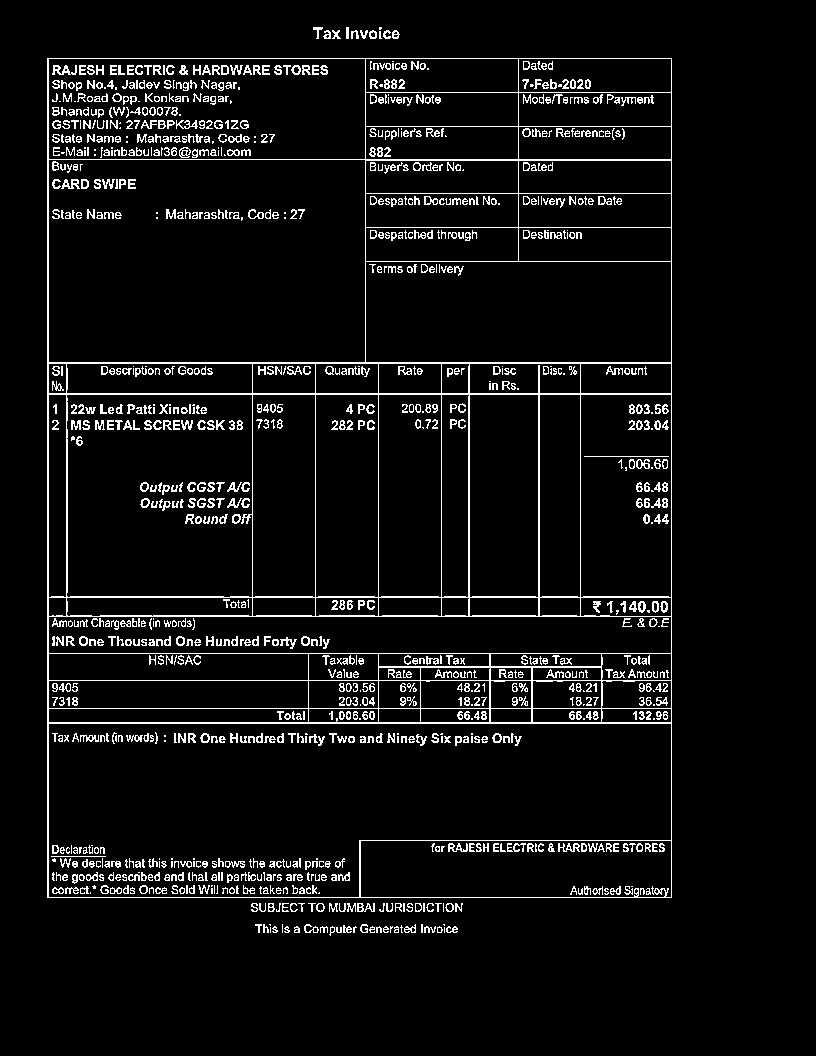 Tax Invoice
RAJESH ELECTRIC & HARDWARE STORES
Shop No.4, Jaldev Singh Nagar,
J.M.Road Opp. Konkan Nagar,
Bhandup (W)-400078.
GSTIN/UIN: 27AFBPK3492G1ZG
State Name : Maharashtra, Code : 27
E-Mail : jainbabulal36@gmail.com
Buyer
CARD SWIPE
State Name : Maharashtra, Code : 27
Invoice No. Dated
R-882 7-Feb-2020
Delivery Note Mode/Terms of Payment
Supplier's Ref. Other Reference(s)
882
Buyer's Order No. Dated
Despatch Document No. Delivery Note Date
Despatched through Destination
Terms of Delivery
Sl Description of Goods HSN/SAC Quantity Rate per Disc Disc. % Amount
No. in Rs.
1 22w Led Patti Xinolite 9405 4 PC 200.89 PC 803.56
2 MS METAL SCREW CSK 38 7318 282 PC 0.72 PC 203.04
*6
1,006.60
Output CGST A/C 66.48
Output SGST A/C 66.48
Round Off 0.44
Total 286 PC ₹ 1,140.00
Amount Chargeable (in words) E. & O.E
INR One Thousand One Hundred Forty Only
HSN/SAC Taxable Central Tax State Tax Total
Value Rate Amount Rate Amount Tax Amount
9405 803.56 6% 48.21 6% 48.21 96.42
7318 203.04 9% 18.27 9% 18.27 36.54
Total 1,006.60 66.48 66.48 132.96
Tax Amount (in words) : INR One Hundred Thirty Two and Ninety Six paise Only
Declaration
* We declare that this invoice shows the actual price of
the goods described and that all particulars are true and
correct.* Goods Once Sold Will not be taken back.
for RAJESH ELECTRIC & HARDWARE STORES
Authorised Signatory
SUBJECT TO MUMBAI JURISDICTION
This is a Computer Generated Invoice